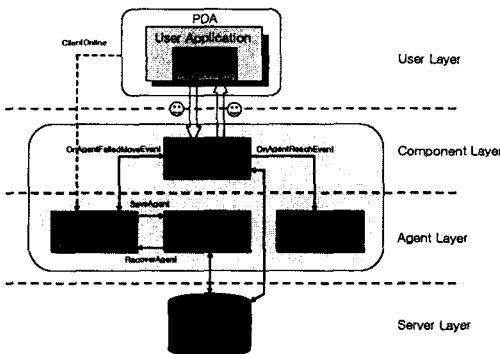 PDA
ClientOnline
User Application
User Layer
OnAgentFailedMoveEvent
OnAgentReachEvent
Component Layer
SaveAgent
RecoverAgent
Agent Layer
Server Layer